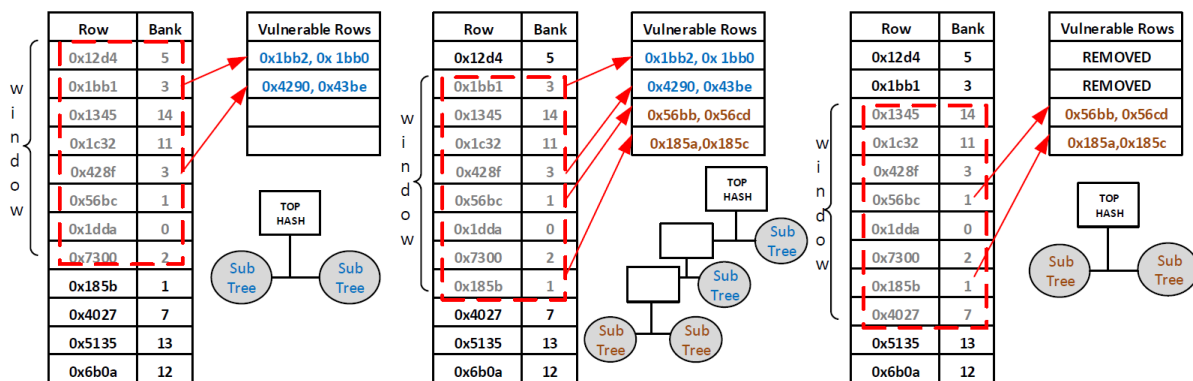 Row Bank
0x12d4 5
0x1bb1 3
0x1345 14
0x1c32 11
0x428f 3
0x56bc 1
0x1dda 0
0x7300 2
0x185b 1
0x4027 7
0x5135 13
0x6b0a 12
window
Vulnerable Rows
0x1bb2, 0x 1bb0
0x4290, 0x43be
TOP
HASH
Sub
Tree
Sub
Tree
Row Bank
0x12d4 5
0x1bb1 3
0x1345 14
0x1c32 11
0x428f 3
0x56bc 1
0x1dda 0
0x7300 2
0x185b 1
0x4027 7
0x5135 13
0x6b0a 12
window
Vulnerable Rows
0x1bb2, 0x 1bb0
0x4290, 0x43be
0x56bb, 0x56cd
0x185a,0x185c
TOP
HASH
Sub
Tree
Sub
Tree
Sub
Tree
Sub
Tree
Row Bank
0x12d4 5
0x1bb1 3
0x1345 14
0x1c32 11
0x428f 3
0x56bc 1
0x1dda 0
0x7300 2
0x185b 1
0x4027 7
0x5135 13
0x6b0a 12
window
Vulnerable Rows
REMOVED
REMOVED
0x56bb, 0x56cd
0x185a,0x185c
TOP
HASH
Sub
Tree
Sub
Tree